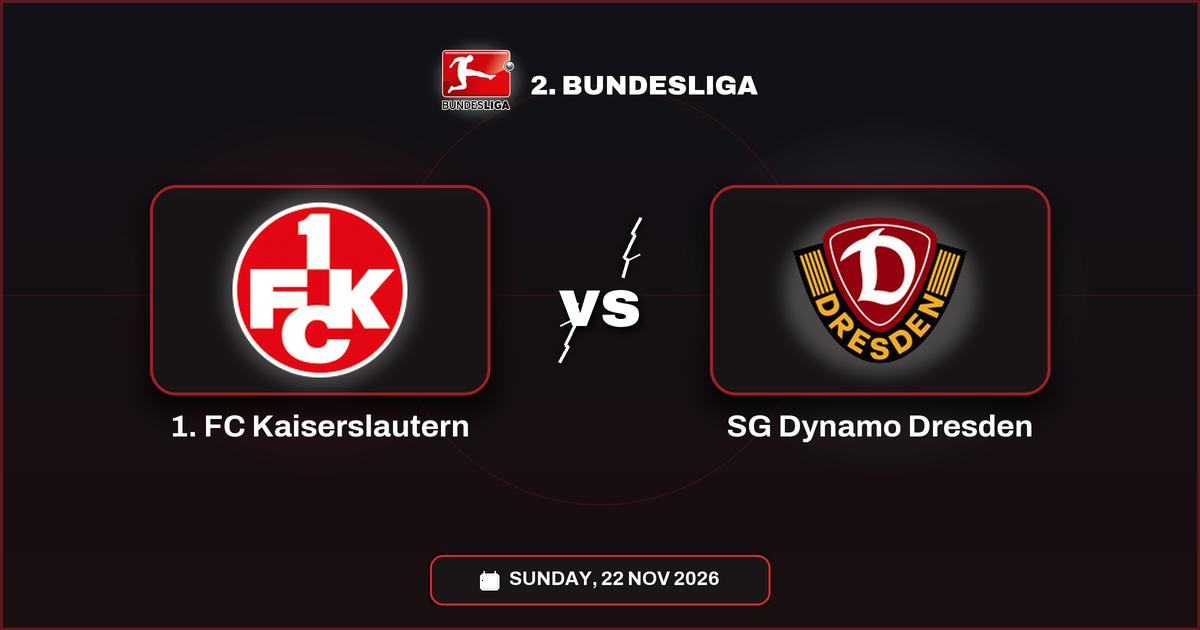 BUNDESLIGA
2. BUNDESLIGA
1
FCK
DRESDEN
D
VS
1. FC Kaiserslautern
SG Dynamo Dresden
SUNDAY, 22 NOV 2026